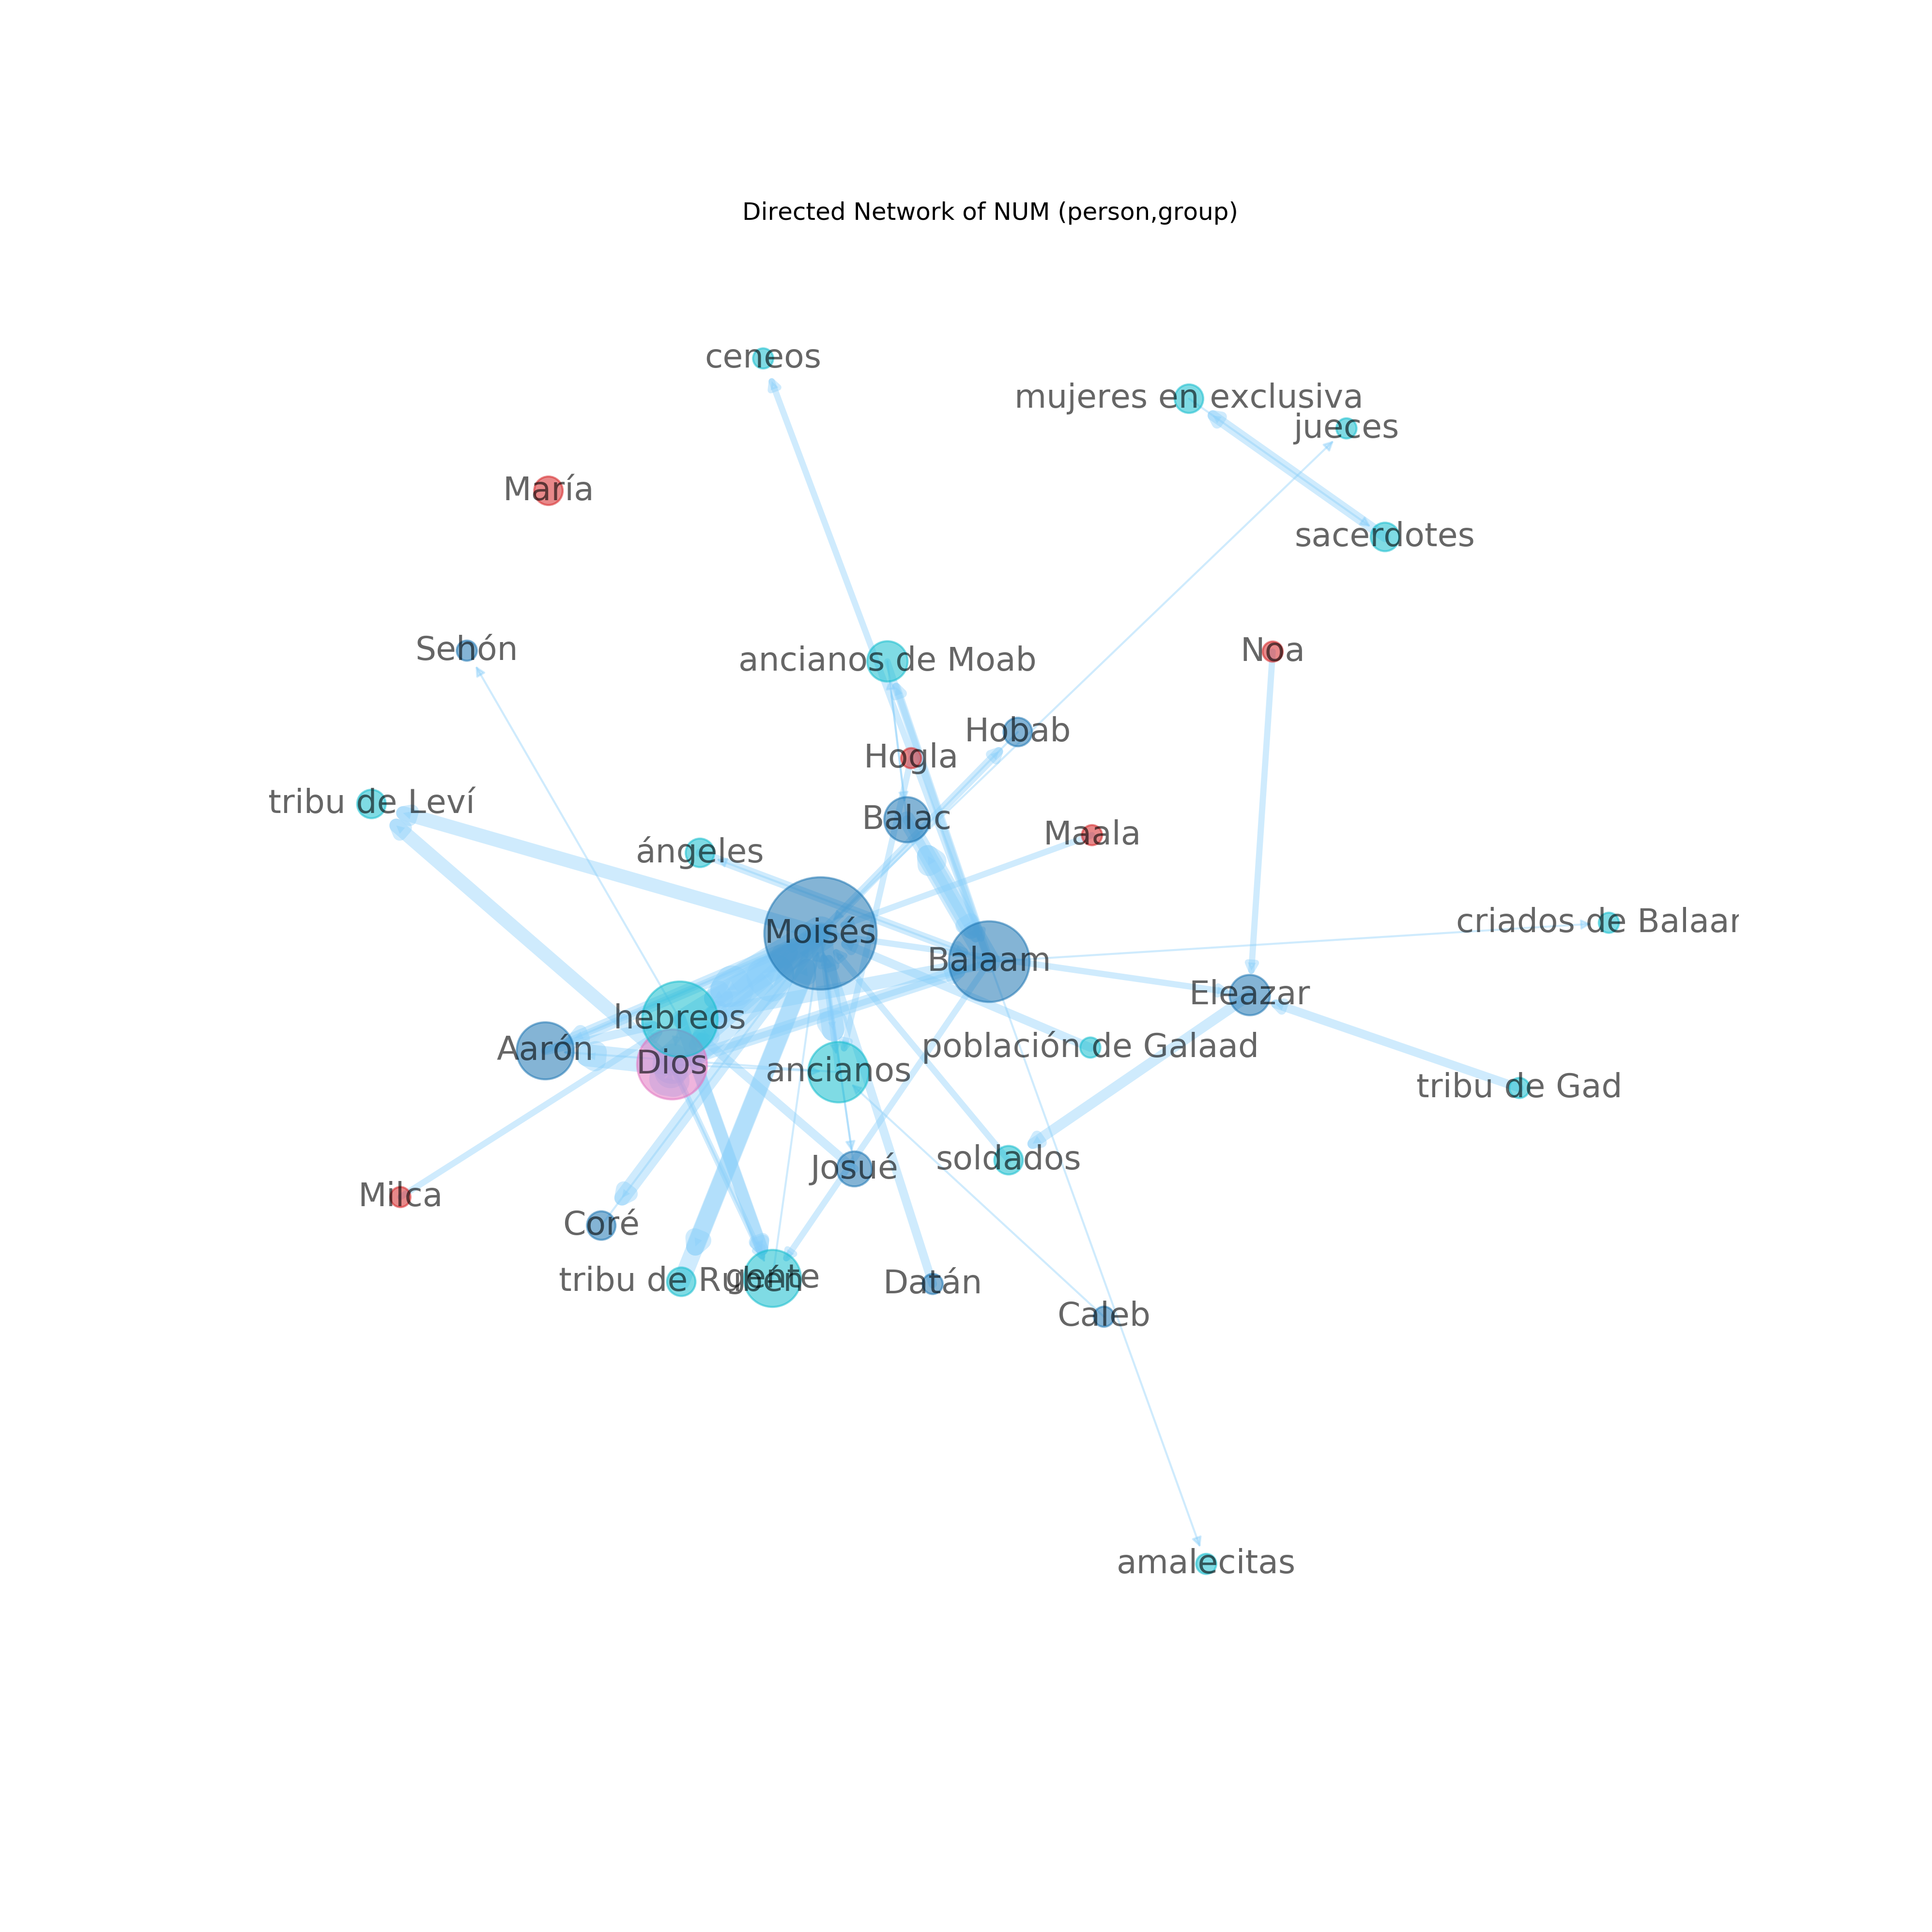 Directed Network of NUM (person,group)
ceneos
mujeres en exclusiva
jueces
María
sacerdotes
Sehón
ancianos de Moab
Noa
Hobab
Hogla
tribu de Leví
Balac
Maala
ángeles
Moisés
criados de Balaam
Balaam
Eleazar
hebreos
Aarón
Dios
ancianos
población de Galaad
tribu de Gad
Josué
soldados
Milca
Coré
tribu de Rubén
gente
Datán
Caleb
amalecitas